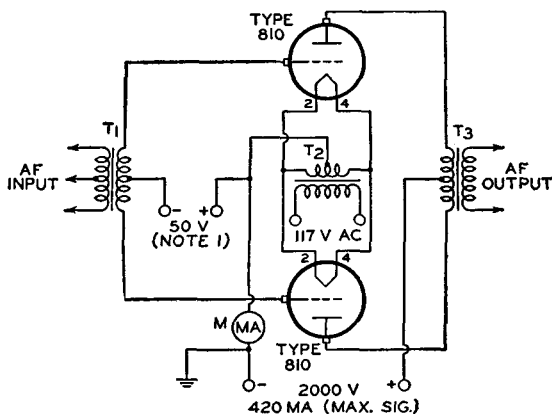 TYPE
810
2 4
T1
T2
T3
AF
INPUT
AF
OUTPUT
- +
50 V
(NOTE 1)
117 V AC
2 4
M MA
TYPE
810
-
2000 V
+
420 MA (MAX. SIG.)